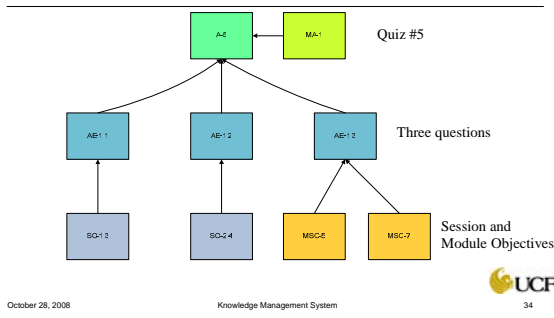 A-5
MA-1
Quiz #5
AE-1 1
AE-1 2
AE-1 3
Three questions
SO-1 3
SO-2 4
MSC-5
MSC-7
Session and
Module Objectives
UCF
October 28, 2008
Knowledge Management System
34